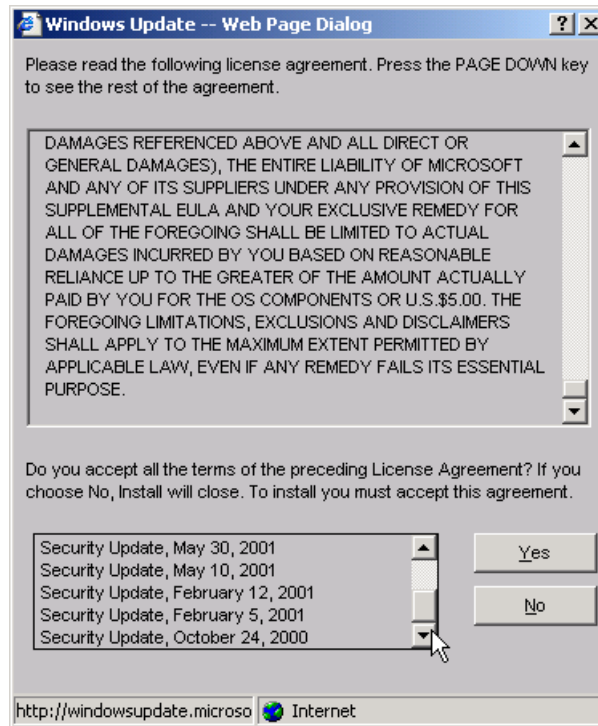 Windows Update -- Web Page Dialog
Please read the following license agreement. Press the PAGE DOWN key
to see the rest of the agreement.
DAMAGES REFERENCED ABOVE AND ALL DIRECT OR
GENERAL DAMAGES), THE ENTIRE LIABILITY OF MICROSOFT
AND ANY OF ITS SUPPLIERS UNDER ANY PROVISION OF THIS
SUPPLEMENTAL EULA AND YOUR EXCLUSIVE REMEDY FOR
ALL OF THE FOREGOING SHALL BE LIMITED TO ACTUAL
DAMAGES INCURRED BY YOU BASED ON REASONABLE
RELIANCE UP TO THE GREATER OF THE AMOUNT ACTUALLY
PAID BY YOU FOR THE OS COMPONENTS OR U.S.$5.00. THE
FOREGOING LIMITATIONS, EXCLUSIONS AND DISCLAIMERS
SHALL APPLY TO THE MAXIMUM EXTENT PERMITTED BY
APPLICABLE LAW, EVEN IF ANY REMEDY FAILS ITS ESSENTIAL
PURPOSE.
Do you accept all the terms of the preceding License Agreement? If you
choose No, Install will close. To install you must accept this agreement.
Security Update, May 30, 2001
Security Update, May 10, 2001
Security Update, February 12, 2001
Security Update, February 5, 2001
Security Update, October 24, 2000
Yes
No
http://windowsupdate.microso Internet